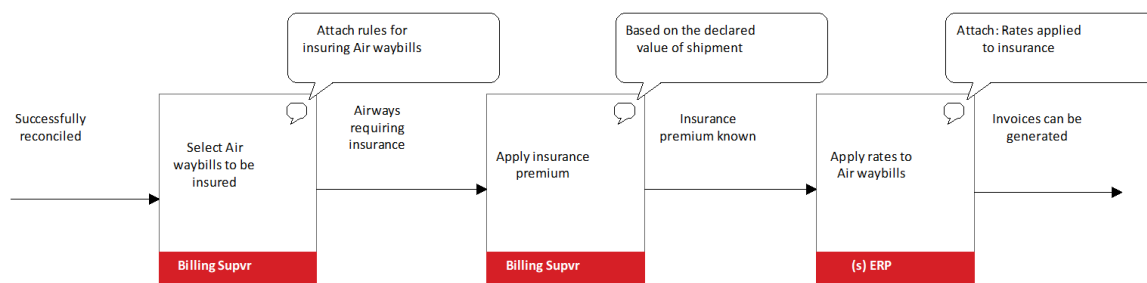 Attach rules for
insuring Air waybills
Based on the declared
value of shipment
Attach: Rates applied
to insurance
Successfully
reconciled
Select Air
waybills to be
insured
Billing Supvr
Airways
requiring
insurance
Apply insurance
premium
Billing Supvr
Insurance
premium known
Apply rates to
Air waybills
(s) ERP
Invoices can be
generated